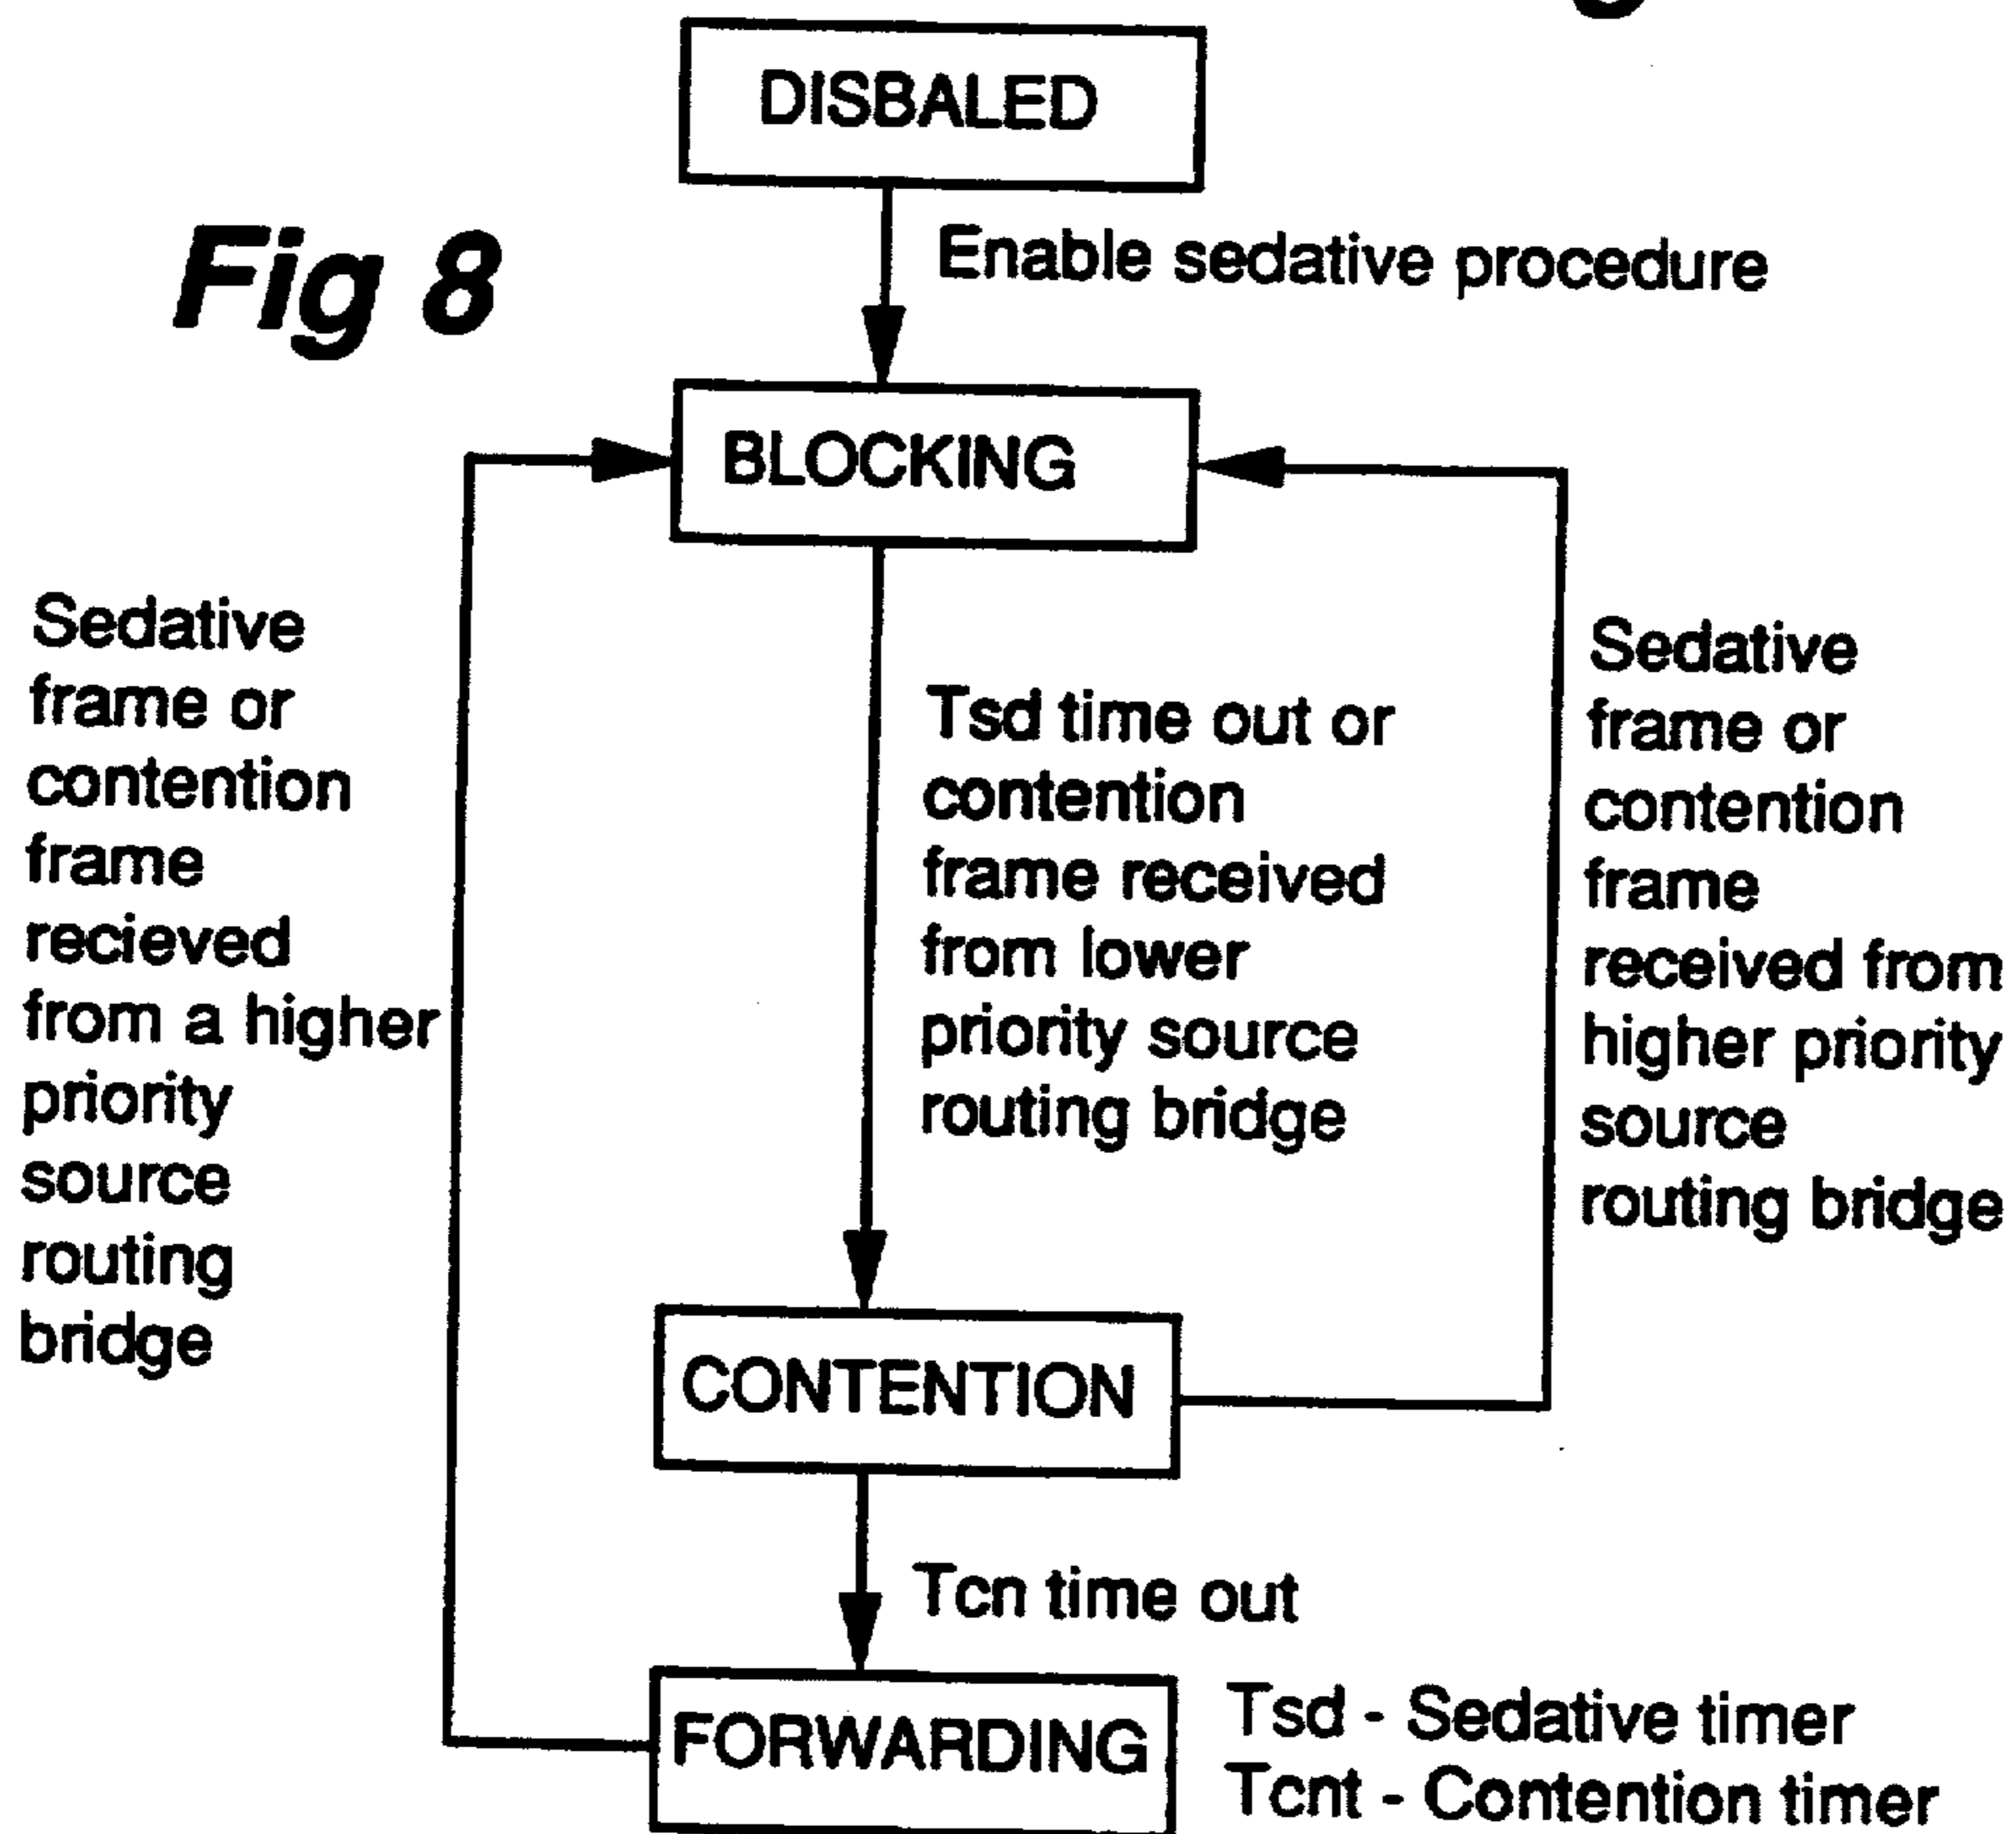 DISBALED
Fig 8
Enable sedative procedure
BLOCKING
Sedative
frame or
contention
frame
recieved
from a higher
priority
source
routing
bridge
Tsd time out or
contention
frame received
from lower
priority source
routing bridge
Sedative
frame or
contention
frame
received from
higher priority
source
routing bridge
CONTENTION
Tcn time out
FORWARDING
Tsd - Sedative timer
Tcnt - Contention timer